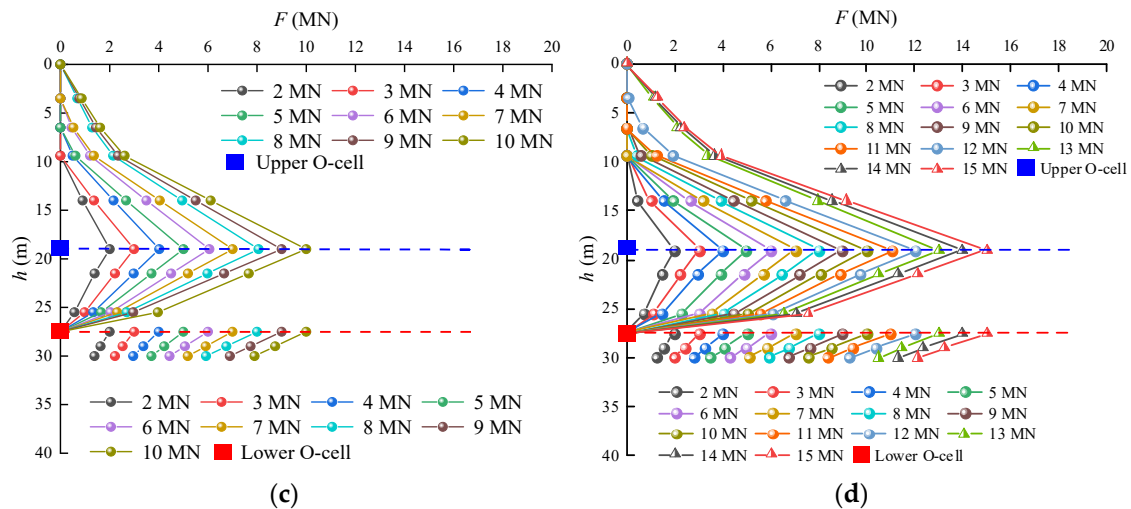 F (MN)
0 2 4 6 8 10 12 14 16 18 20
0
5
10
15
20
25
30
35
40
h (m)
2 MN 3 MN 4 MN
5 MN 6 MN 7 MN
8 MN 9 MN 10 MN
Upper O-cell
2 MN 3 MN 4 MN 5 MN
6 MN 7 MN 8 MN 9 MN
10 MN Lower O-cell
(c)
F (MN)
0 2 4 6 8 10 12 14 16 18 20
0
5
10
15
20
25
30
35
40
h (m)
2 MN 3 MN 4 MN
5 MN 6 MN 7 MN
8 MN 9 MN 10 MN
11 MN 12 MN 13 MN
14 MN 15 MN Upper O-cell
2 MN 3 MN 4 MN 5 MN
6 MN 7 MN 8 MN 9 MN
10 MN 11 MN 12 MN 13 MN
14 MN 15 MN Lower O-cell
(d)